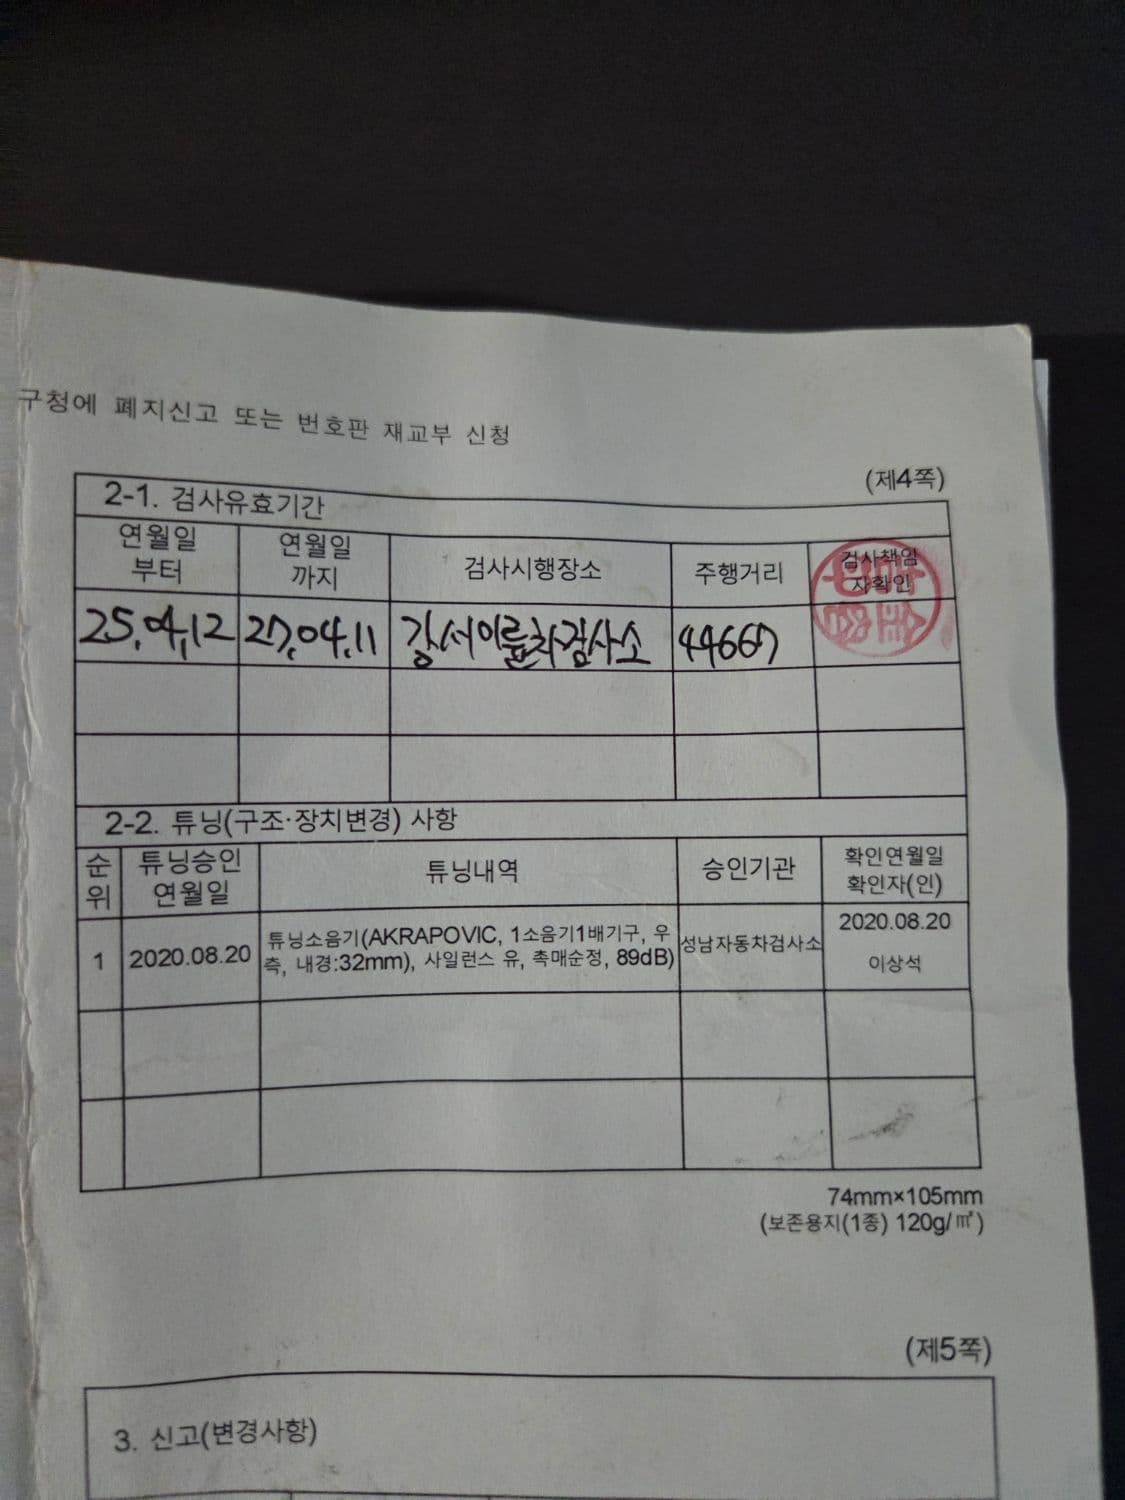 구청에 폐지신고 또는 번호판 재교부 신청
(제4쪽)
2-1. 검사유효기간
연월일 부터
연월일 까지
검사시행장소
주행거리
검사책임 자확인
25.04.12
27.04.11
강서이륜차검사소
44667
2-2. 튜닝(구조·장치변경) 사항
순위
튜닝승인 연월일
튜닝내역
승인기관
확인연월일 확인자(인)
1
2020.08.20
튜닝소음기(AKRAPOVIC, 1소음기1배기구, 우
측, 내경:32mm), 사일런스 유, 촉매순정, 89dB)
성남자동차검사소
2020.08.20
이상석
74mm×105mm
(보존용지(1종) 120g/㎡)
(제5쪽)
3. 신고(변경사항)